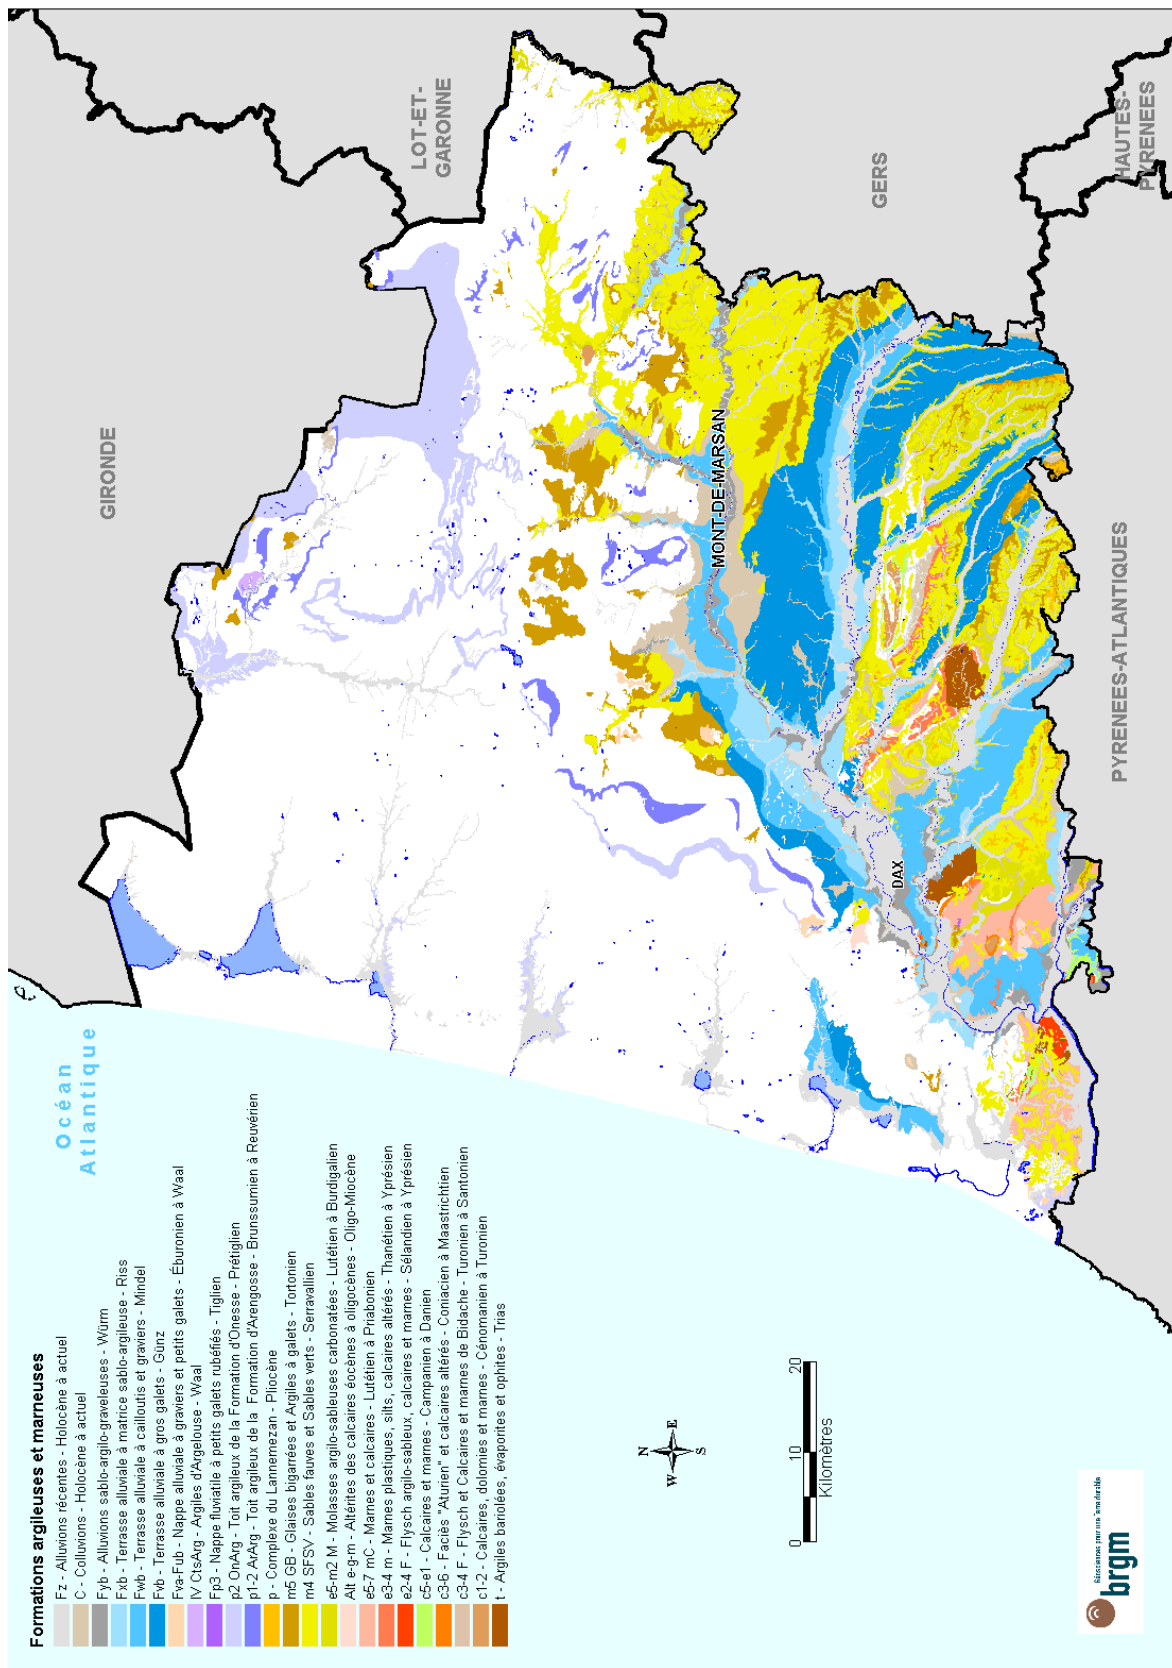 Formations argileuses et marneuses
Fz - Alluvions récentes - Holocène à actuel
C - Colluvions - Holocène à actuel
Fyb - Alluvions sablo-argilo-graveleuses - Würm
Fxb - Terrasse alluviale à matrice sablo-argileuse - Riss
Fwb - Terrasse alluviale à cailloutis et graviers - Mindel
Fvb - Terrasse alluviale à gros galets - Günz
Fva-Fub - Nappe alluviale à graviers et petits galets - Éburonien à Waal
IV CtsArg - Argiles d'Argelouse - Waal
Fp3 - Nappe fluviatile à petits galets rubéfiés - Tiglien
p2 OnArg - Toit argileux de la Formation d'Onesse - Prétiglien
p1-2 ArArg - Toit argileux de la Formation d'Arengosse - Brunssumien à Reuvérien
p - Complexe du Lannemezan - Pliocène
m5 GB - Glaises bigarrées et Argiles à galets - Tortonien
m4 SFSV - Sables fauves et Sables verts - Serravallien
e5-m2 M - Molasses argilo-sableuses carbonatées - Lutétien à Burdigalien
Alt e-g-m - Altérites des calcaires éocènes à oligocènes - Oligo-Miocène
e5-7 mC - Marnes et calcaires - Lutétien à Priabonien
e3-4 m - Marnes plastiques, silts, calcaires altérés - Thanétien à Yprésien
e2-4 F - Flysch argilo-sableux, calcaires et marnes - Sélandien à Yprésien
c5-e1 - Calcaires et marnes - Campanien à Danien
c3-6 - Faciès "Aturien" et calcaires altérés - Coniacien à Maastrichtien
c3-4 F - Flysch et Calcaires et marnes de Bidache - Turonien à Santonien
c1-2 - Calcaires, dolomies et marnes - Cénomanien à Turonien
t - Argiles bariolées, évaporites et ophites - Trias
Océan
Atlantique
GIRONDE
LOT-ET-
GARONNE
GERS
HAUTES-
PYRENEES
PYRENEES-ATLANTIQUES
MONT-DE-MARSAN
DAX
N
W
E
S
0
10
20
Kilomètres
Géosciences pour une Terre durable
brgm